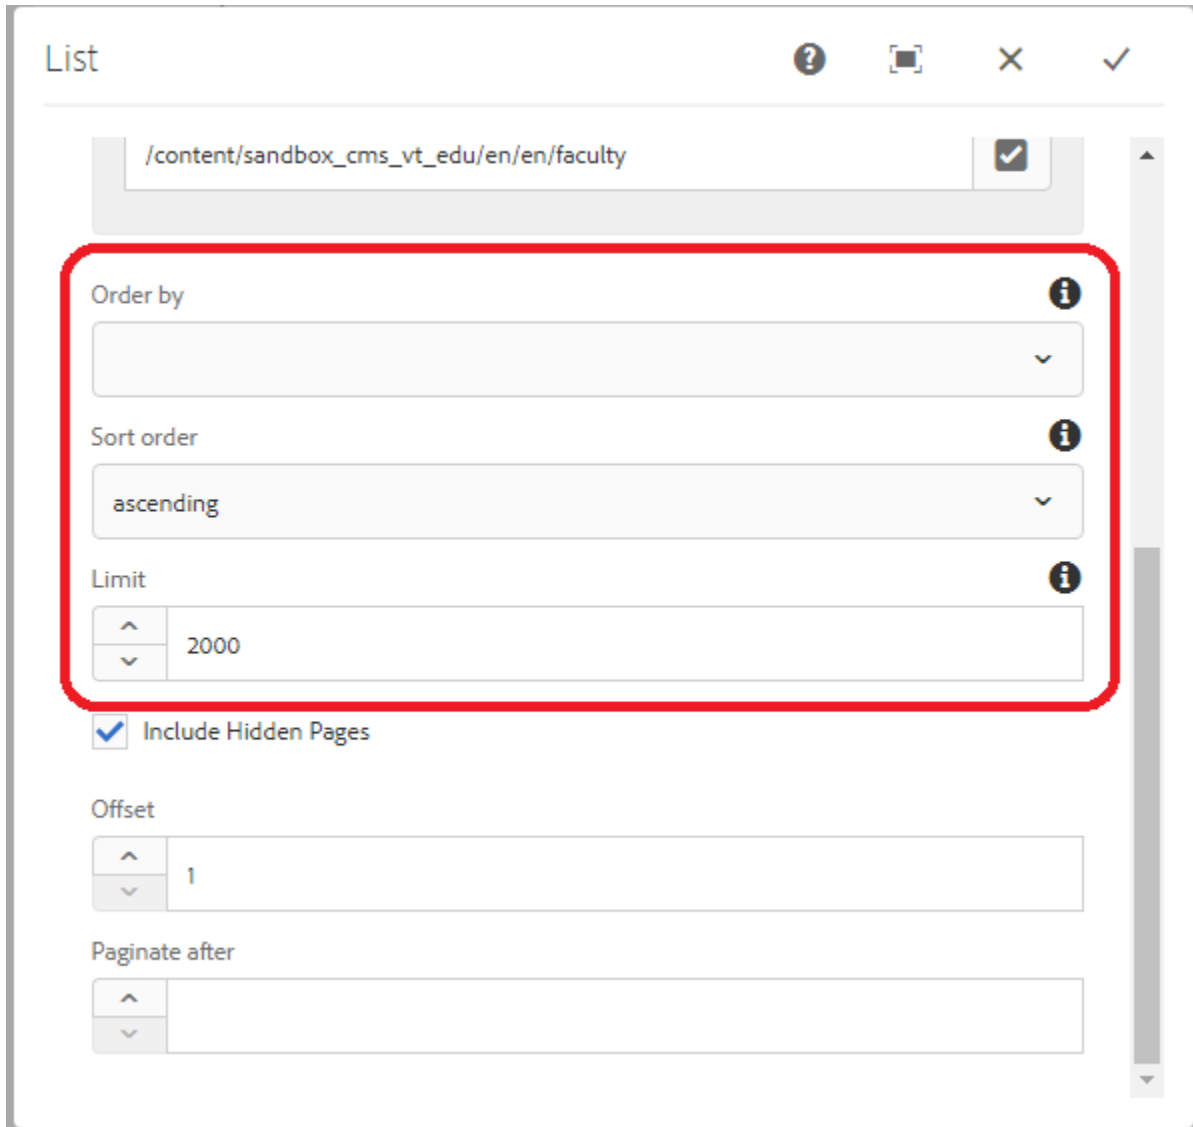 List
/content/sandbox_cms_vt_edu/en/en/faculty
Order by
Sort order
ascending
Limit
2000
Include Hidden Pages
Offset
1
Paginate after